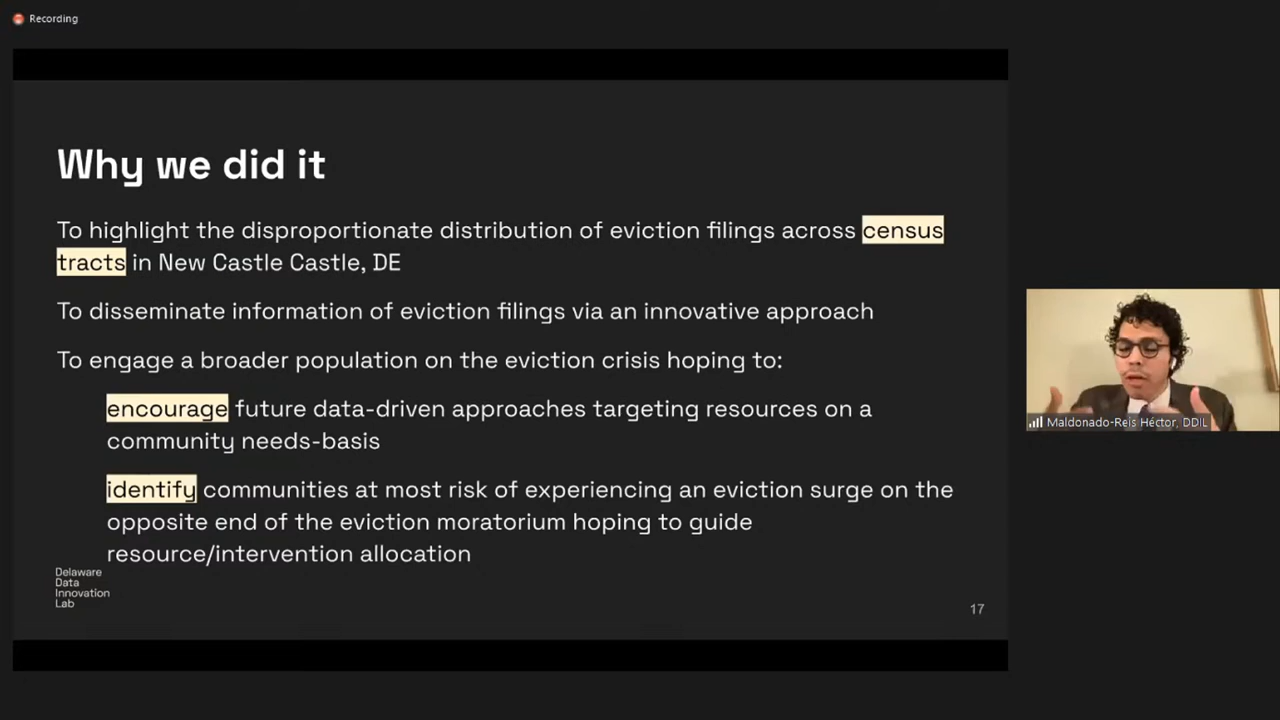 Recording
Why we did it
To highlight the disproportionate distribution of eviction filings across census
tracts in New Castle Castle, DE
To disseminate information of eviction filings via an innovative approach
To engage a broader population on the eviction crisis hoping to:
encourage future data-driven approaches targeting resources on a
community needs-basis
identify communities at most risk of experiencing an eviction surge on the
opposite end of the eviction moratorium hoping to guide
resource/intervention allocation
Delaware
Data
Innovation
Lab
17
Maldonado-Reis Héctor, DDIL